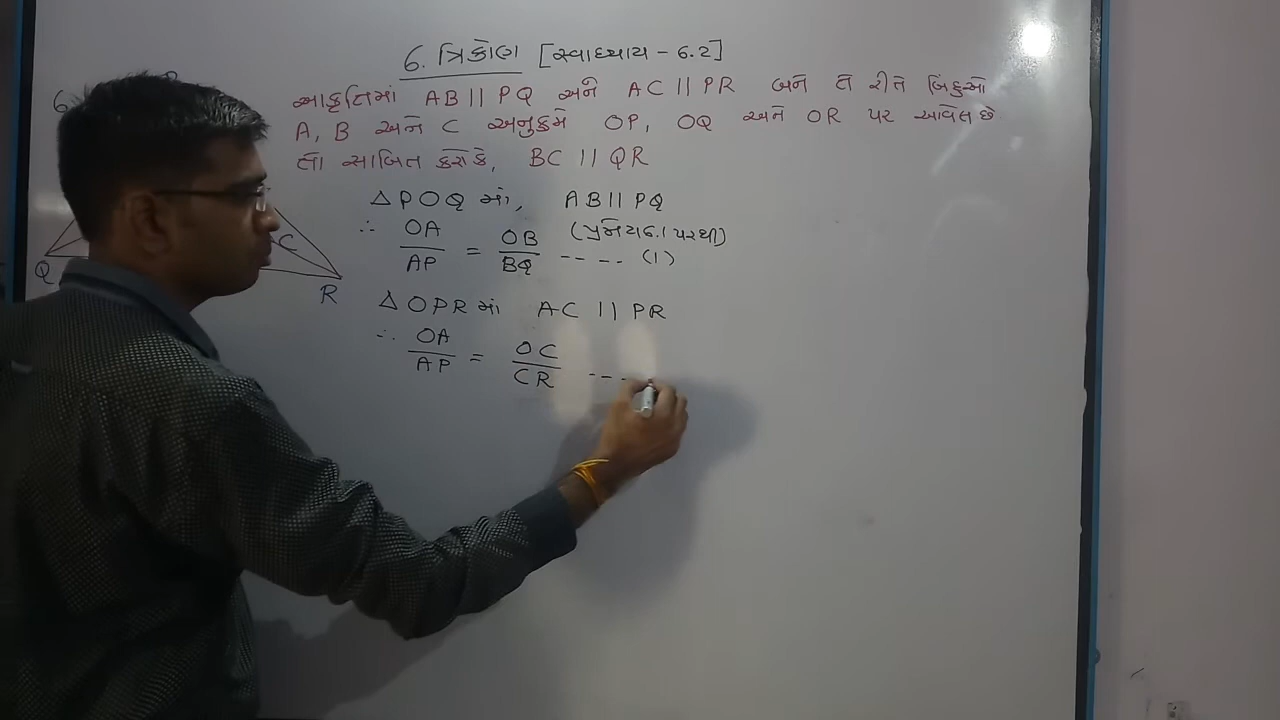 6. ત્રિકોણ [સ્વાધ્યાય - 6.2]
આકૃતિમાં AB || PQ અને AC || PR બને તે રીતે બિંદુઓ
A, B અને C અનુક્રમે OP, OQ અને OR પર આવેલ છે.
તો સાબિત કરો કે, BC || QR
△POQ માં, AB || PQ
∴ OA/AP = OB/BQ (પ્રમેય 6.1 પરથી) ---- (1)
C
Q
R
△OPR માં AC || PR
∴ OA/AP = OC/CR ---